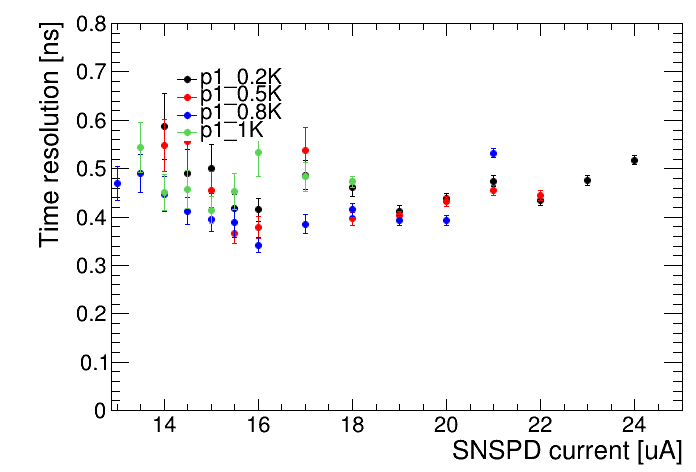 Time resolution [ns]
0.8
0.7
0.6
0.5
0.4
0.3
0.2
0.1
0
p1_0.2K
p1_0.5K
p1_0.8K
p1_1K
14 16 18 20 22 24
SNSPD current [uA]